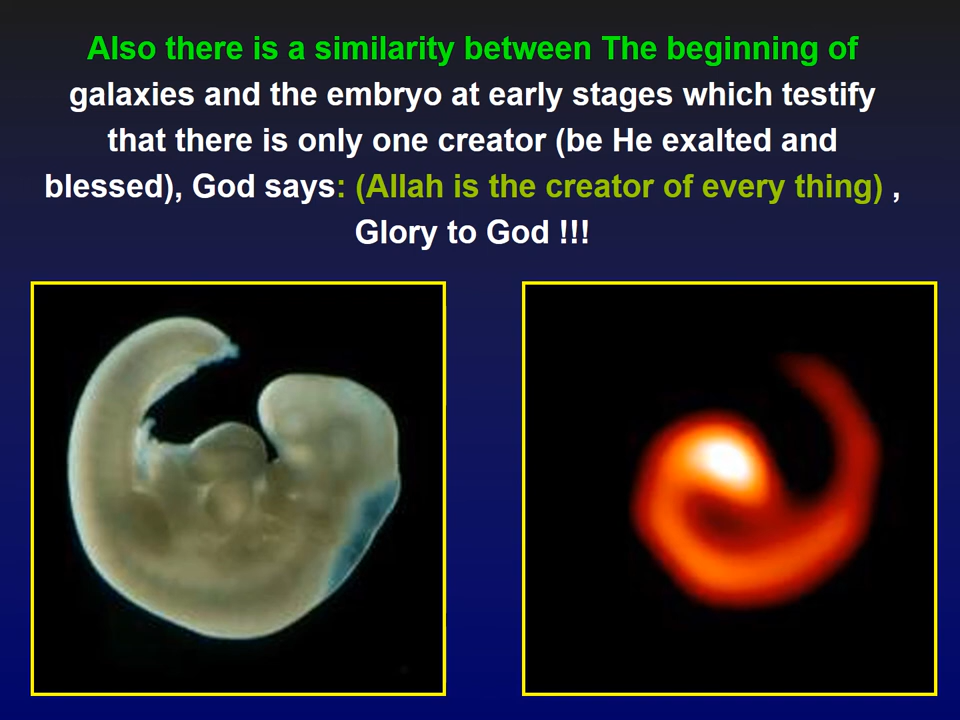 Also there is a similarity between The beginning of
galaxies and the embryo at early stages which testify
that there is only one creator (be He exalted and
blessed), God says: (Allah is the creator of every thing) ,
Glory to God !!!